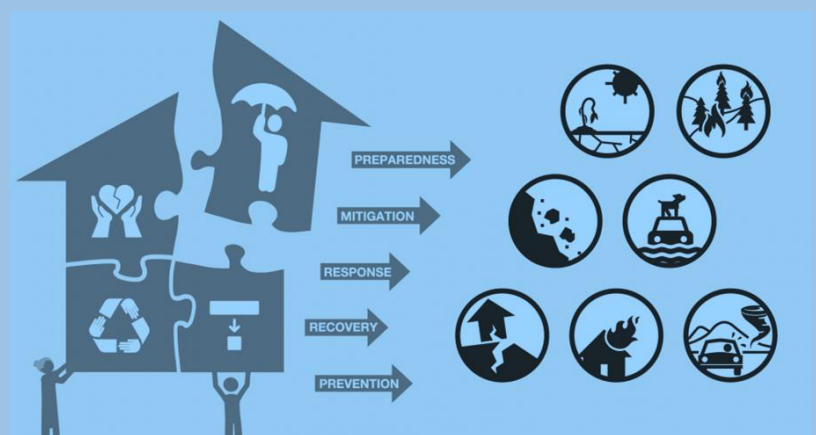 PREPAREDNESS
MITIGATION
RESPONSE
RECOVERY
PREVENTION